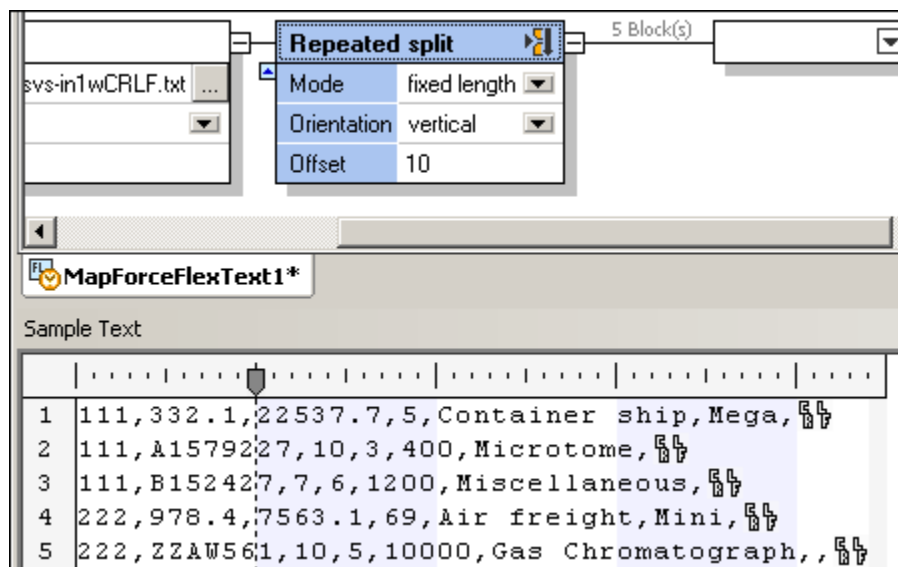 5 Block(s)
Repeated split
svs-in1wCRLF.txt ...
Mode fixed length
Orientation vertical
Offset 10
MapForceFlexText1*
Sample Text
1 111,332.1,22537.7,5,Container ship,Mega,␍␊
2 111,A1579227,10,3,400,Microtome,␍␊
3 111,B152427,7,6,1200,Miscellaneous,␍␊
4 222,978.4,7563.1,69,Air freight,Mini,␍␊
5 222,ZZAW561,10,5,10000,Gas Chromatograph,,␍␊